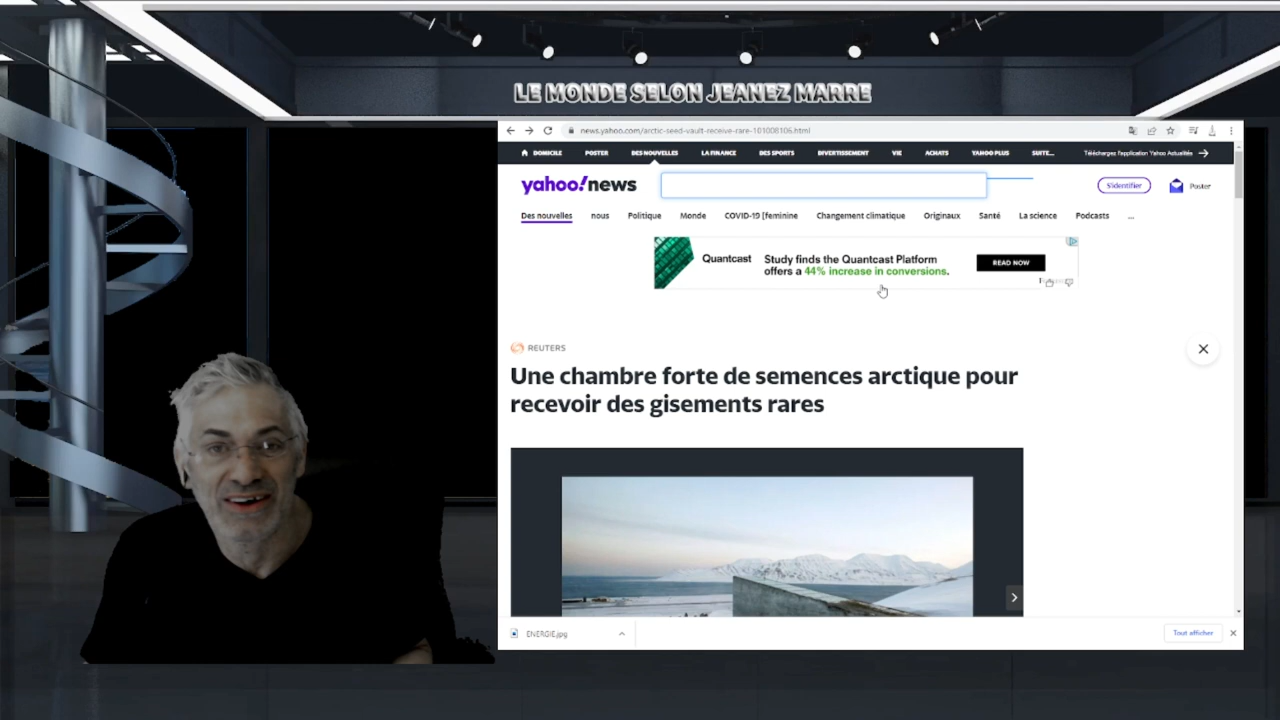 LE MONDE SELON JEANEZ MARRE
news.yahoo.com/arctic-seed-vault-receive-rare-101008106.html
DOMICILE POSTER DES NOUVELLES LA FINANCE DES SPORTS DIVERTISSEMENT VIE ACHATS YAHOO PLUS SUITE... Téléchargez l'application Yahoo Actualités
yahoo!news
S'identifier
Poster
Des nouvelles nous Politique Monde COVID-19 [feminine Changement climatique Originaux Santé La science Podcasts ...
Quantcast
Study finds the Quantcast Platform
offers a 44% increase in conversions.
READ NOW
REUTERS
Une chambre forte de semences arctique pour
recevoir des gisements rares
ENERGIE.jpg
Tout afficher